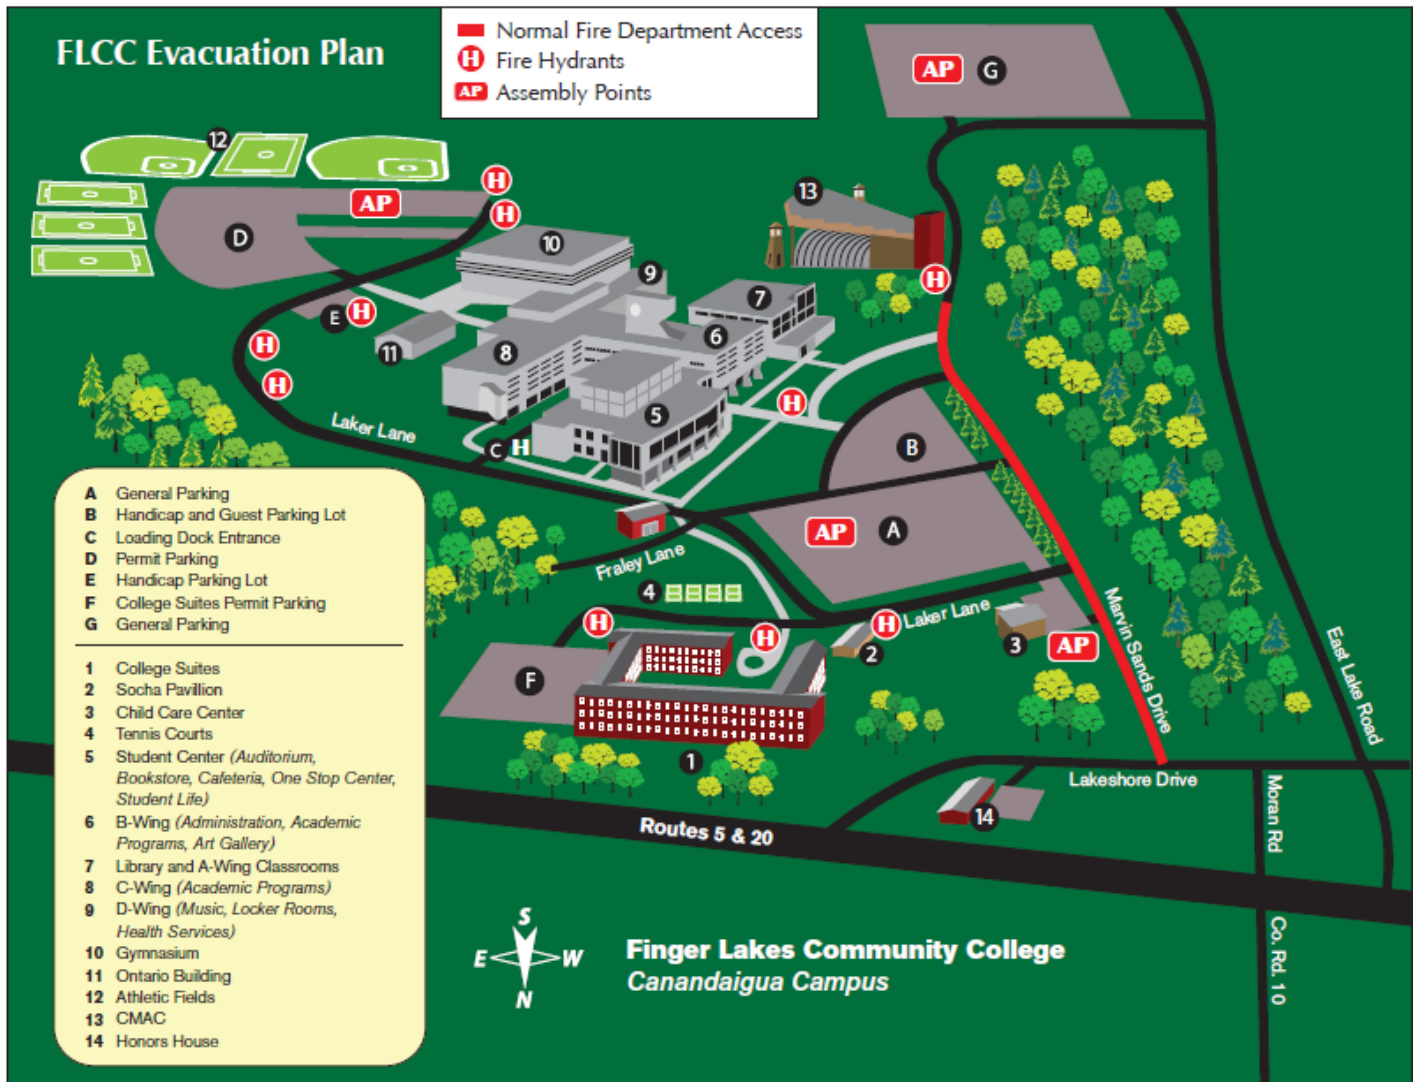 FLCC Evacuation Plan
Normal Fire Department Access
H Fire Hydrants
AP Assembly Points
AP G
12
H
AP
H
D
13
10
9
7
H
E H
6
H
11
8
H
H
5
Laker Lane
C H
B
A General Parking
B Handicap and Guest Parking Lot
C Loading Dock Entrance
D Permit Parking
E Handicap Parking Lot
F College Suites Permit Parking
G General Parking
1 College Suites
2 Socha Pavillion
3 Child Care Center
4 Tennis Courts
5 Student Center (Auditorium,
Bookstore, Cafeteria, One Stop Center,
Student Life)
6 B-Wing (Administration, Academic
Programs, Art Gallery)
7 Library and A-Wing Classrooms
8 C-Wing (Academic Programs)
9 D-Wing (Music, Locker Rooms,
Health Services)
10 Gymnasium
11 Ontario Building
12 Athletic Fields
13 CMAC
14 Honors House
AP A
Fraley Lane
4
H
H
H
Laker Lane
2
3
AP
Marvin Sands Drive
East Lake Road
F
1
Lakeshore Drive
14
Routes 5 & 20
Moran Rd
Co. Rd. 10
S
E W
N
Finger Lakes Community College
Canandaigua Campus